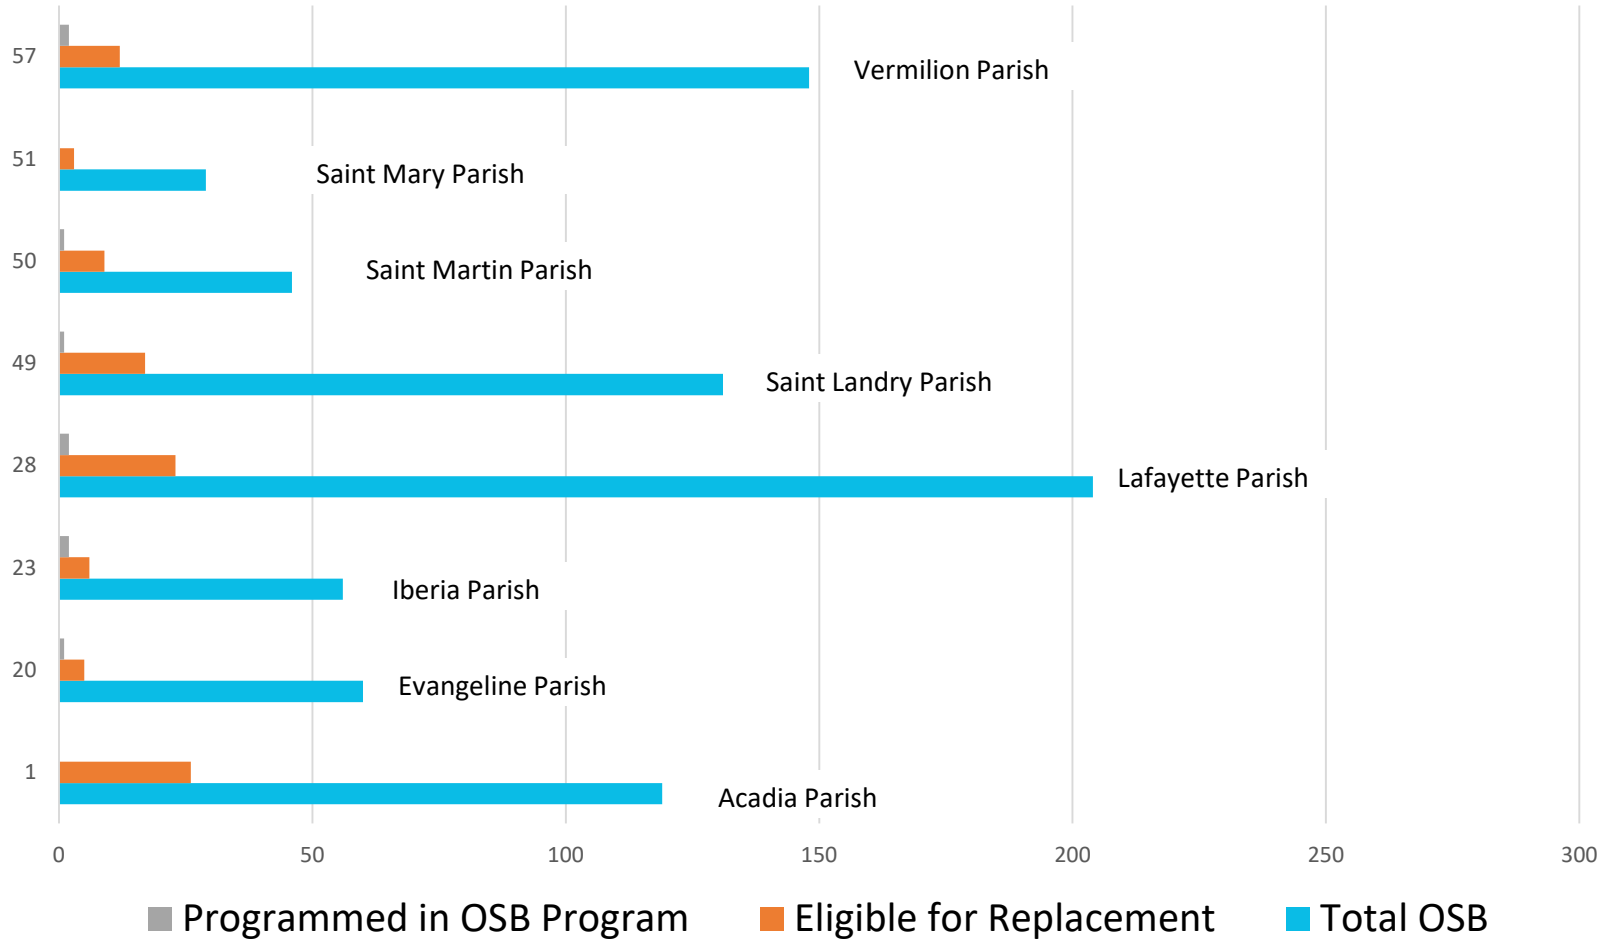 57
Vermilion Parish
51
Saint Mary Parish
50
Saint Martin Parish
49
Saint Landry Parish
28
Lafayette Parish
23
Iberia Parish
20
Evangeline Parish
1
Acadia Parish
0 50 100 150 200 250 300
Programmed in OSB Program Eligible for Replacement Total OSB